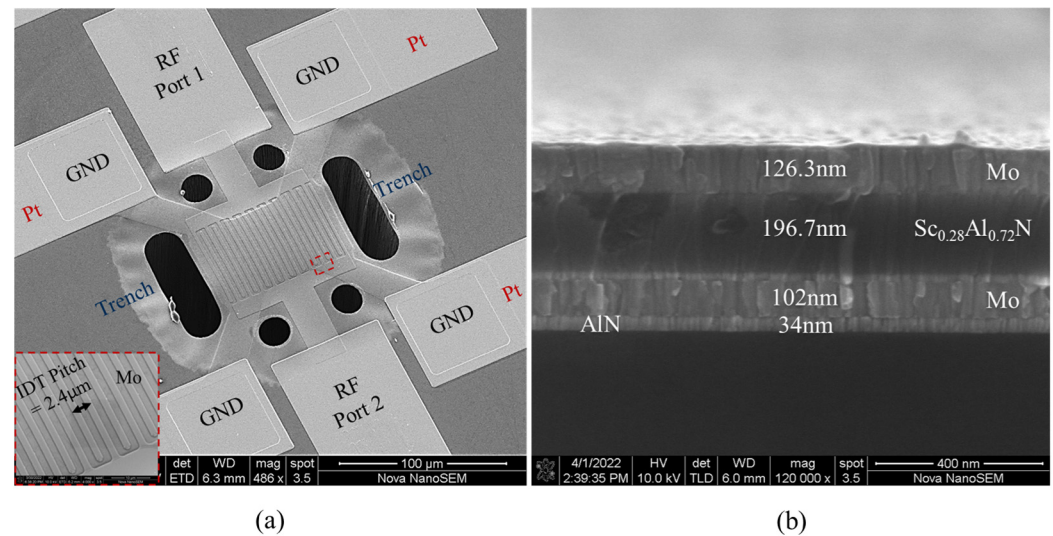 RF
Port 1
GND
Pt
GND
Pt
Trench
Trench
GND
Pt
GND
RF
Port 2
IDT Pitch
= 2.4μm
Mo
det
WD
mag
spot
ETD
6.3 mm
486 x
3.5
100 μm
Nova NanoSEM
(a)
126.3nm
Mo
196.7nm
Sc0.28Al0.72N
102nm
Mo
AlN
34nm
4/1/2022
HV
det
WD
mag
spot
2:39:35 PM
10.0 kV
TLD
6.0 mm
120 000 x
3.5
400 nm
Nova NanoSEM
(b)